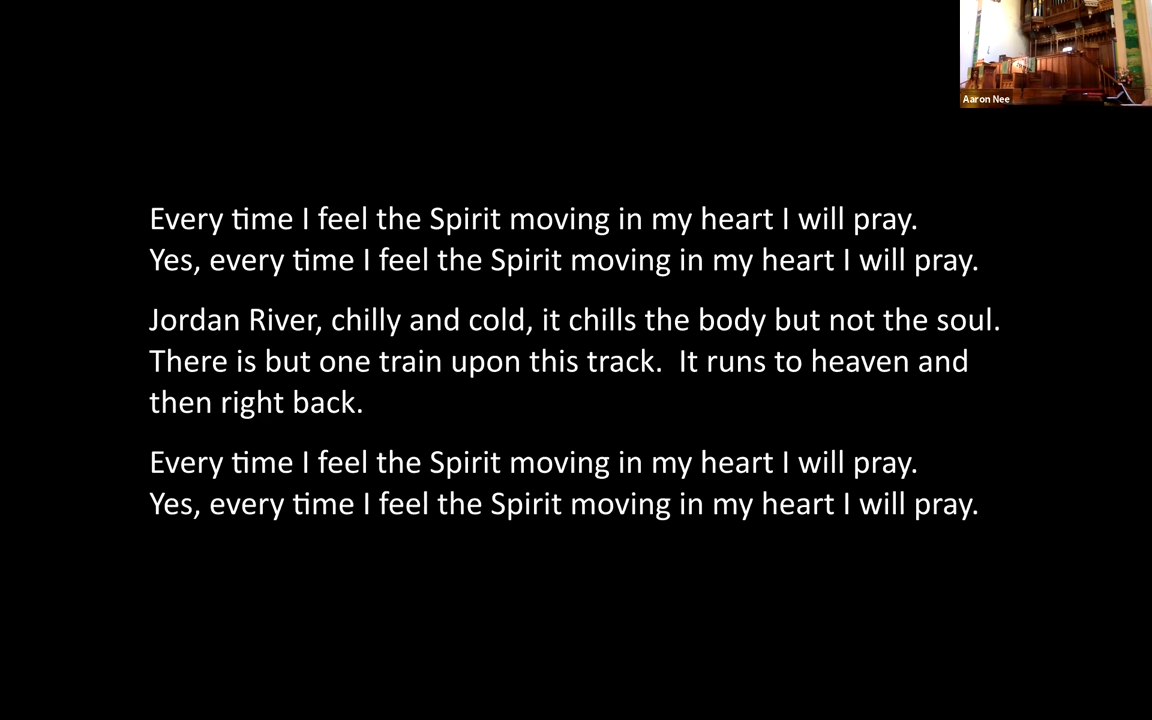 Aaron Nee
Every time I feel the Spirit moving in my heart I will pray.
Yes, every time I feel the Spirit moving in my heart I will pray.
Jordan River, chilly and cold, it chills the body but not the soul.
There is but one train upon this track.  It runs to heaven and
then right back.
Every time I feel the Spirit moving in my heart I will pray.
Yes, every time I feel the Spirit moving in my heart I will pray.